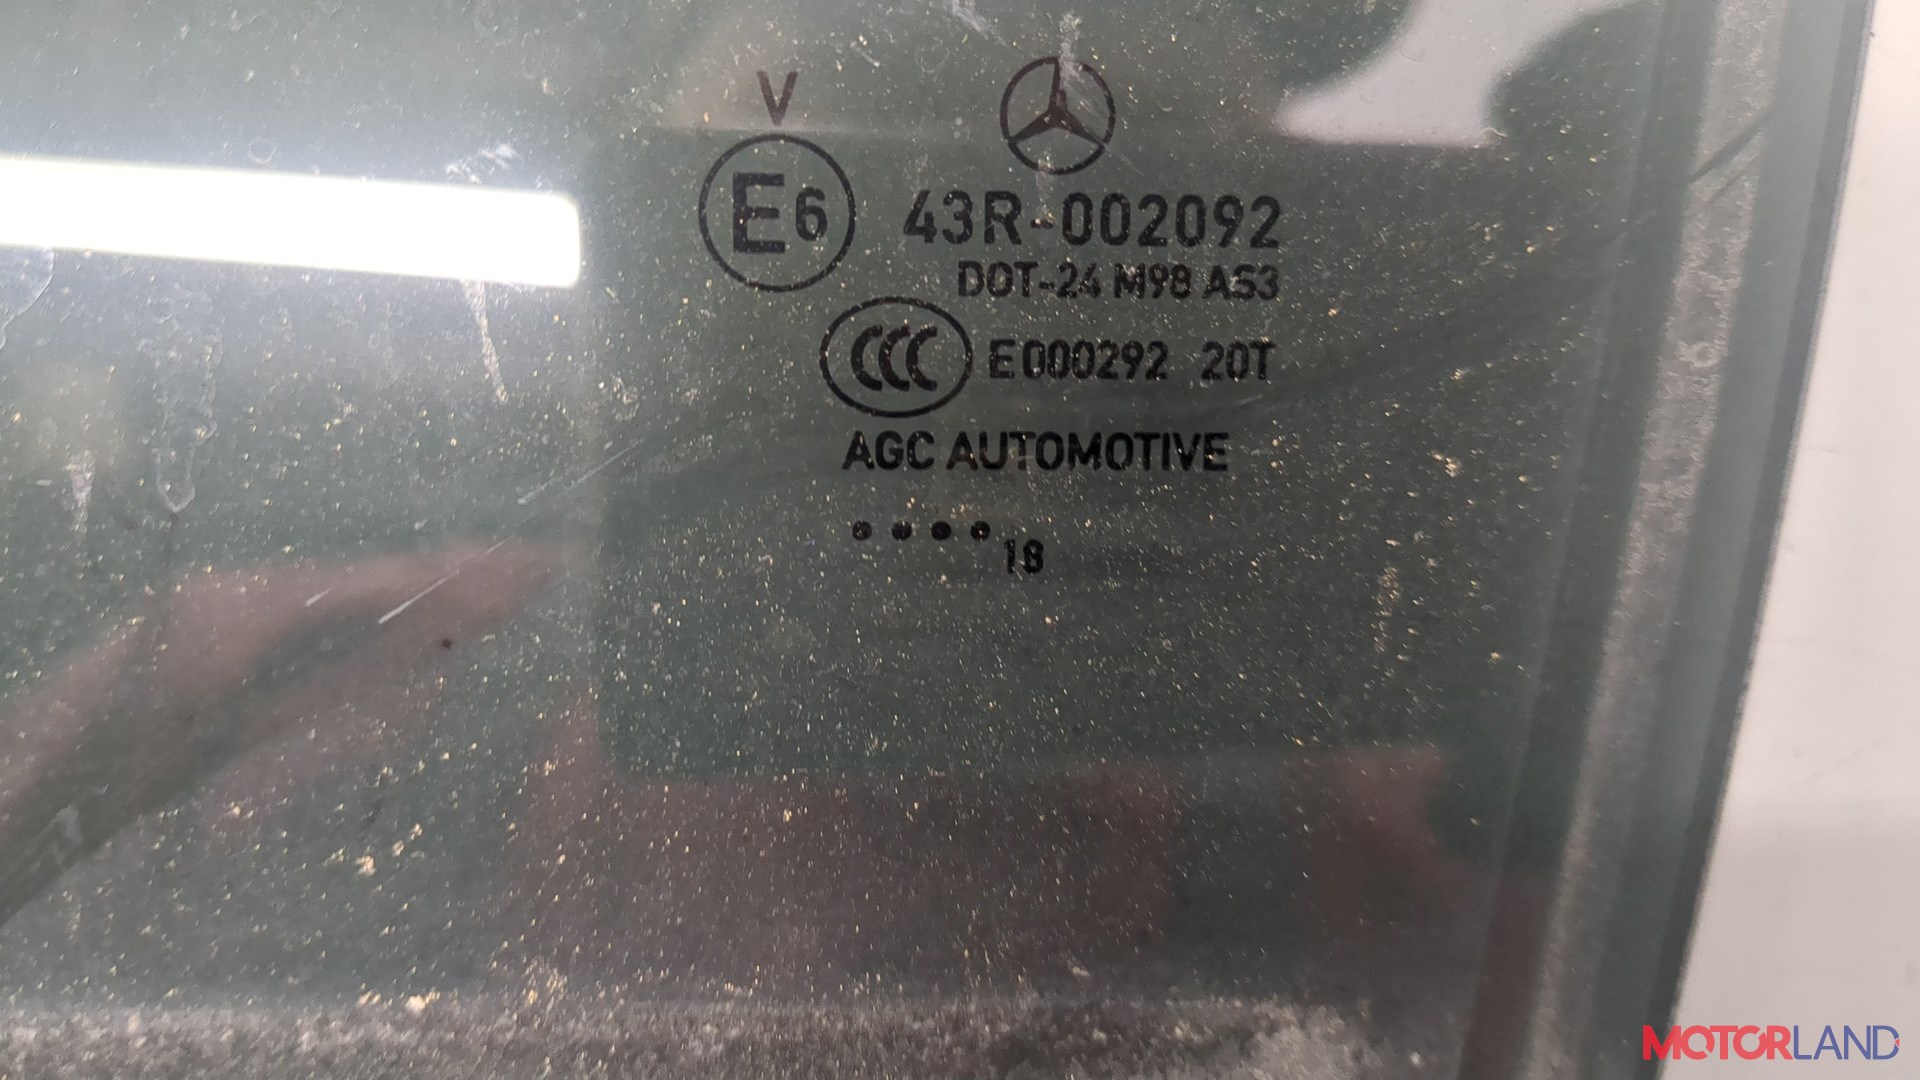 V
E6
43R-002092
DOT-24 M98 AS3
CCC E000292 20T
AGC AUTOMOTIVE
•••• 18
MOTORLAND